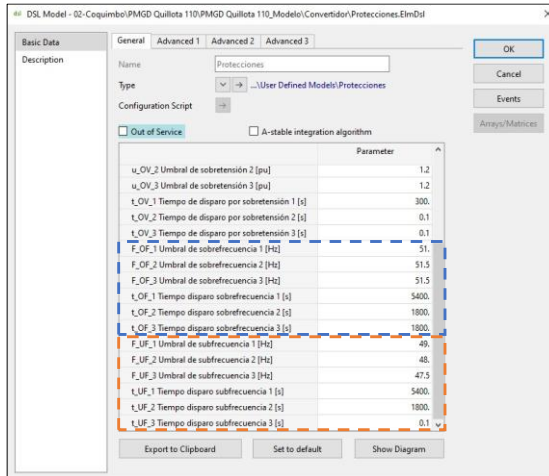 DSL Model - 02-Coquimbo\PMGD Quillota 110\PMGD Quillota 110_Modelo\Convertidor\Protecciones.ElmDsl
Basic Data
Description
General Advanced 1 Advanced 2 Advanced 3
Name Protecciones
Type ...\User Defined Models\Protecciones
Configuration Script
Out of Service A-stable integration algorithm
Parameter
u_OV_2 Umbral de sobretensión 2 [pu] 1.2
u_OV_3 Umbral de sobretensión 3 [pu] 1.2
t_OV_1 Tiempo de disparo por sobretensión 1 [s] 300.
t_OV_2 Tiempo de disparo por sobretensión 2 [s] 0.1
t_OV_3 Tiempo de disparo por sobretensión 3 [s] 0.1
F_OF_1 Umbral de sobrefrecuencia 1 [Hz] 51.
F_OF_2 Umbral de sobrefrecuencia 2 [Hz] 51.5
F_OF_3 Umbral de sobrefrecuencia 3 [Hz] 51.5
t_OF_1 Tiempo disparo sobrefrecuencia 1 [s] 5400.
t_OF_2 Tiempo disparo sobrefrecuencia 2 [s] 1800.
t_OF_3 Tiempo disparo sobrefrecuencia 3 [s] 1800.
F_UF_1 Umbral de subfrecuencia 1 [Hz] 49.
F_UF_2 Umbral de subfrecuencia 2 [Hz] 48.
F_UF_3 Umbral de subfrecuencia 3 [Hz] 47.5
t_UF_1 Tiempo disparo subfrecuencia 1 [s] 5400.
t_UF_2 Tiempo disparo subfrecuencia 2 [s] 1800.
t_UF_3 Tiempo disparo subfrecuencia 3 [s] 0.1
Export to Clipboard Set to default Show Diagram
OK
Cancel
Events
Arrays/Matrices